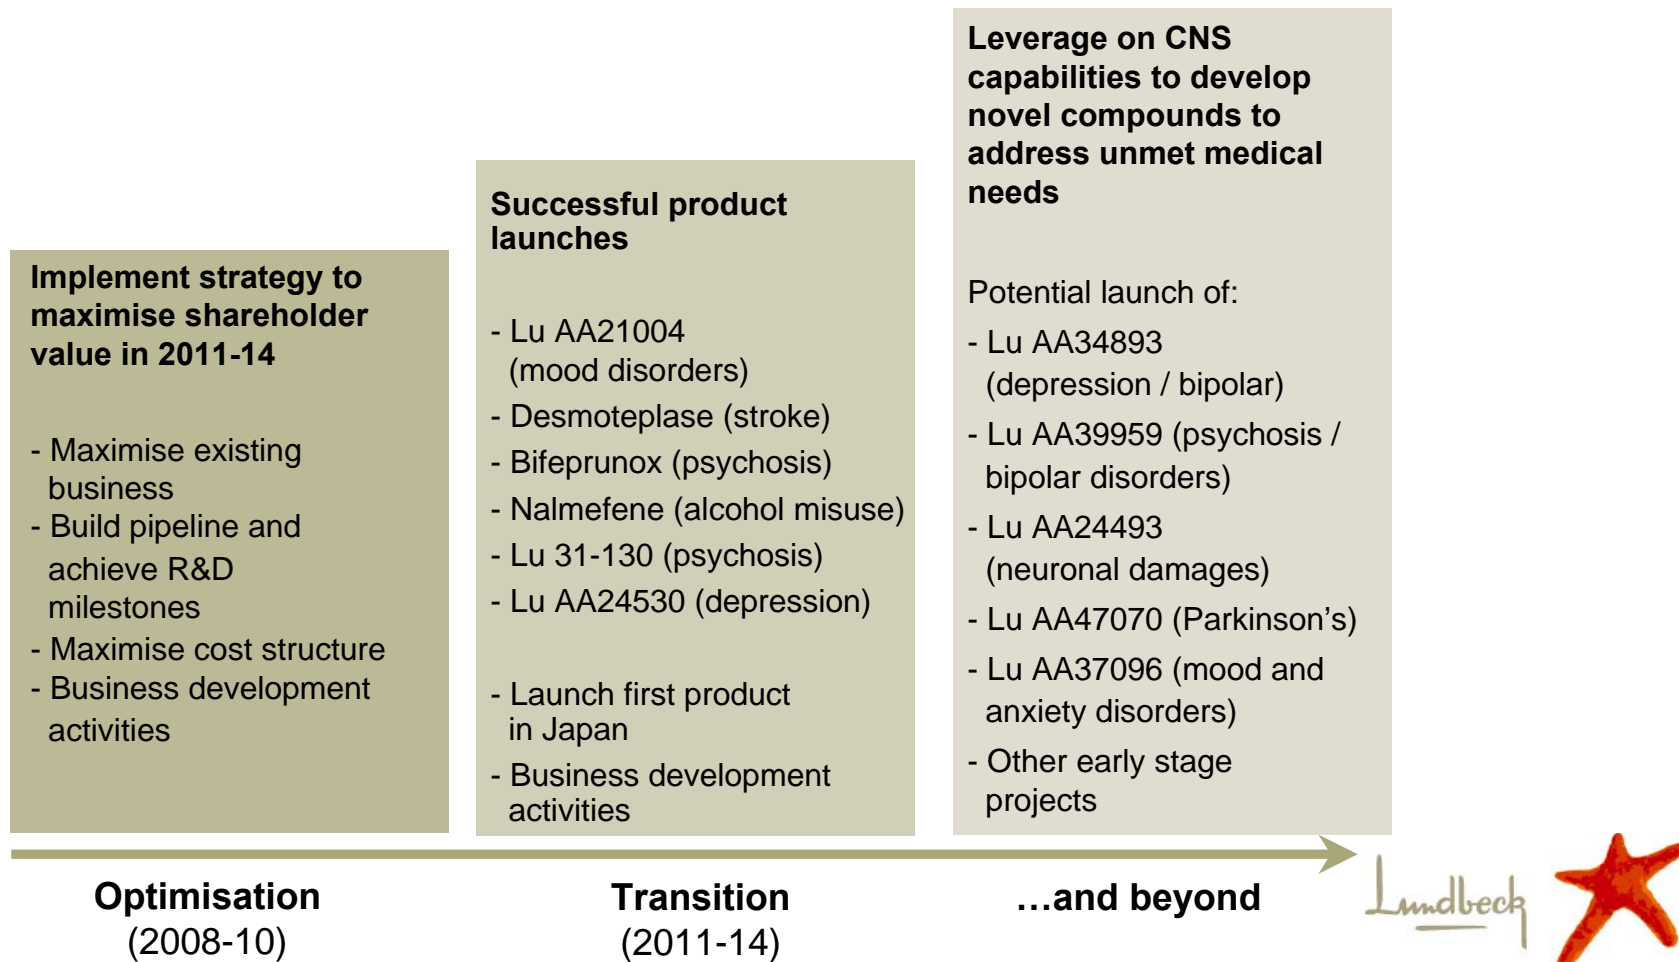 Implement strategy to
maximise shareholder
value in 2011-14
- Maximise existing
business
- Build pipeline and
achieve R&D
milestones
- Maximise cost structure
- Business development
activities
Successful product
launches
- Lu AA21004
(mood disorders)
- Desmoteplase (stroke)
- Bifeprunox (psychosis)
- Nalmefene (alcohol misuse)
- Lu 31-130 (psychosis)
- Lu AA24530 (depression)
- Launch first product
in Japan
- Business development
activities
Leverage on CNS
capabilities to develop
novel compounds to
address unmet medical
needs
Potential launch of:
- Lu AA34893
(depression / bipolar)
- Lu AA39959 (psychosis /
bipolar disorders)
- Lu AA24493
(neuronal damages)
- Lu AA47070 (Parkinson’s)
- Lu AA37096 (mood and
anxiety disorders)
- Other early stage
projects
Optimisation
(2008-10)
Transition
(2011-14)
…and beyond
Lundbeck